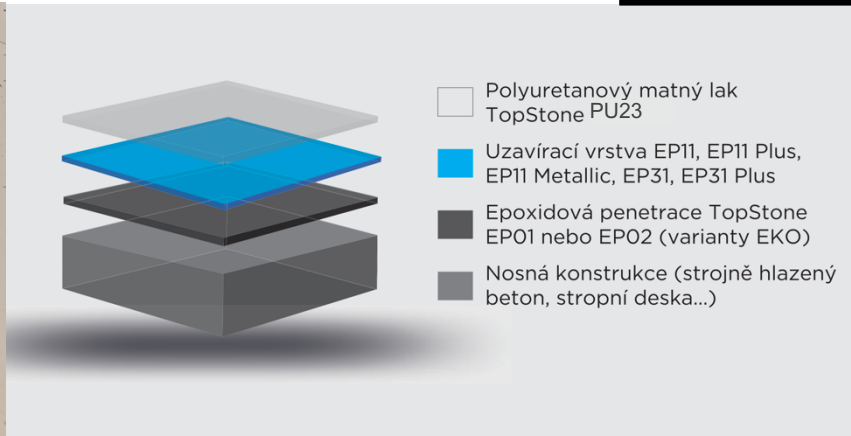 Polyuretanový matný lak
TopStone PU23
Uzavírací vrstva EP11, EP11 Plus,
EP11 Metallic, EP31, EP31 Plus
Epoxidová penetrace TopStone
EP01 nebo EP02 (varianty EKO)
Nosná konstrukce (strojně hlazený
beton, stropní deska...)